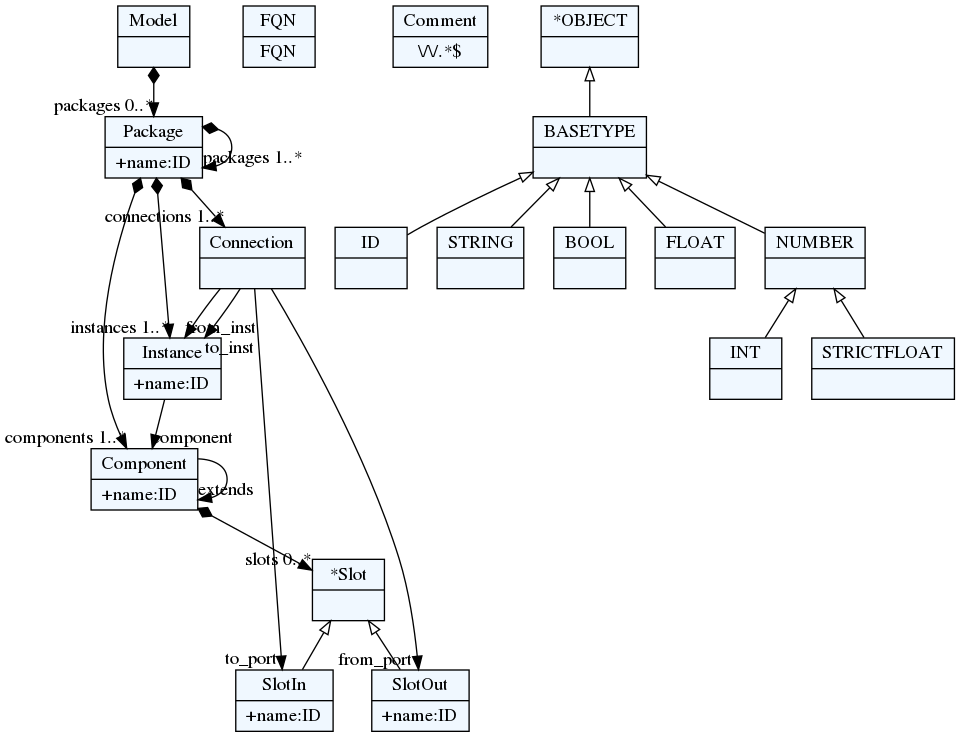 Model
FQN
FQN
Comment
\/\/.*$
*OBJECT
packages 0..*
Package
+name:ID
packages 1..*
BASETYPE
connections 1..*
Connection
ID
STRING
BOOL
FLOAT
NUMBER
instances 1..*
from_inst
to_inst
Instance
+name:ID
INT
STRICTFLOAT
components 1..*
component
Component
+name:ID
extends
slots 0..*
*Slot
to_port
from_port
SlotIn
+name:ID
SlotOut
+name:ID